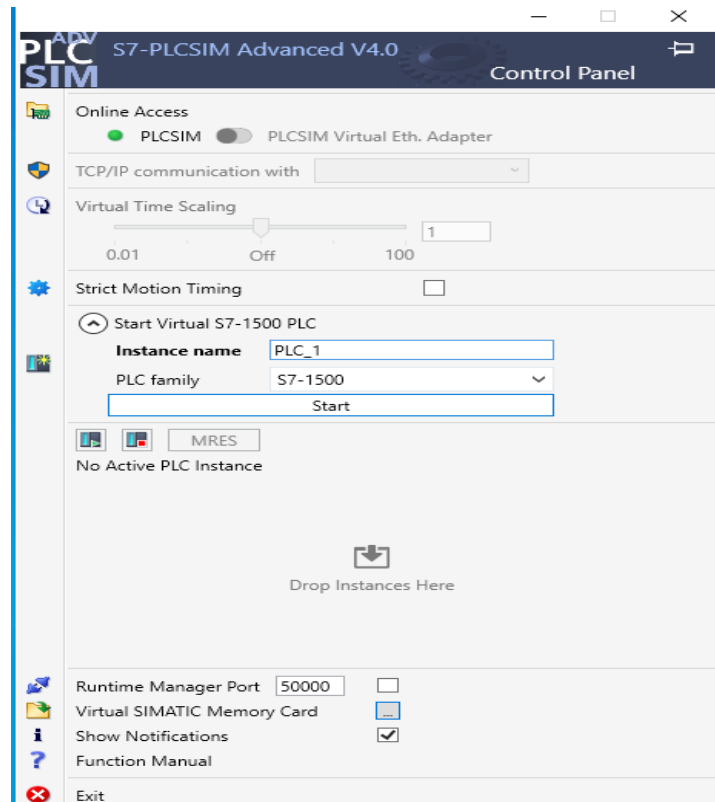 ADV
PLC
SIM
S7-PLCSIM Advanced V4.0
Control Panel
Online Access
PLCSIM PLCSIM Virtual Eth. Adapter
TCP/IP communication with
Virtual Time Scaling
1
0.01 Off 100
Strict Motion Timing
Start Virtual S7-1500 PLC
Instance name PLC_1
PLC family S7-1500
Start
MRES
No Active PLC Instance
Drop Instances Here
Runtime Manager Port 50000
Virtual SIMATIC Memory Card ...
Show Notifications
Function Manual
Exit